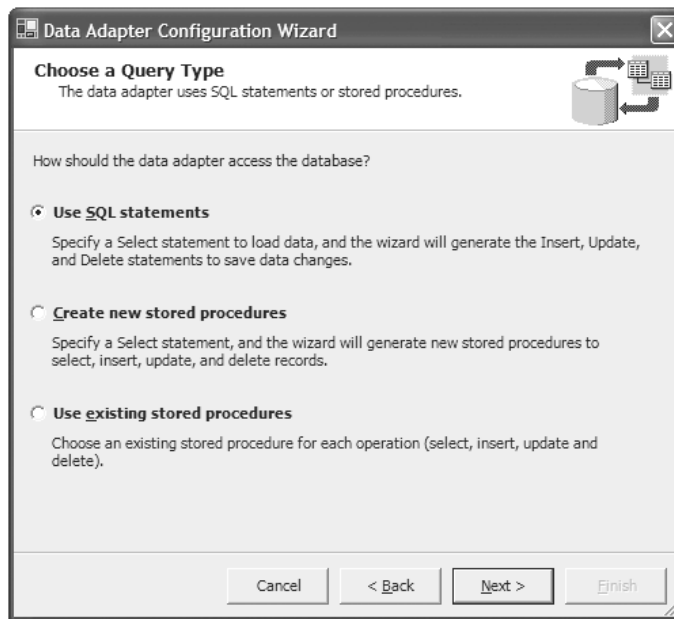 Data Adapter Configuration Wizard
Choose a Query Type
The data adapter uses SQL statements or stored procedures.
How should the data adapter access the database?
Use SQL statements
Specify a Select statement to load data, and the wizard will generate the Insert, Update,
and Delete statements to save data changes.
Create new stored procedures
Specify a Select statement, and the wizard will generate new stored procedures to
select, insert, update, and delete records.
Use existing stored procedures
Choose an existing stored procedure for each operation (select, insert, update and
delete).
Cancel < Back Next > Finish